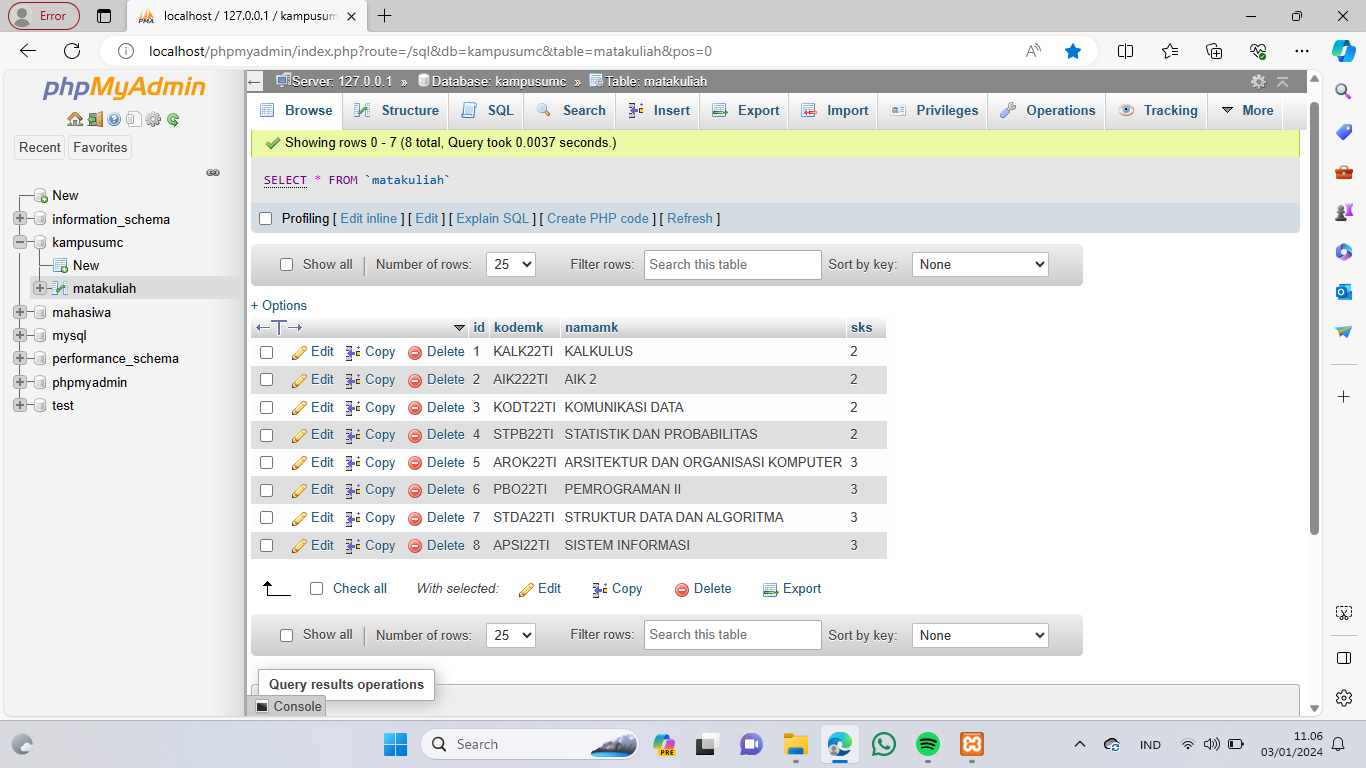 Error
localhost / 127.0.0.1 / kampusum
localhost/phpmyadmin/index.php?route=/sql&db=kampusumc&table=matakuliah&pos=0
phpMyAdmin
Recent Favorites
New
information_schema
kampusumc
New
matakuliah
mahasiwa
mysql
performance_schema
phpmyadmin
test
Server: 127.0.0.1 » Database: kampusumc » Table: matakuliah
Browse Structure SQL Search Insert Export Import Privileges Operations Tracking More
Showing rows 0 - 7 (8 total, Query took 0.0037 seconds.)
SELECT * FROM `matakuliah`
Profiling [ Edit inline ] [ Edit ] [ Explain SQL ] [ Create PHP code ] [ Refresh ]
Show all | Number of rows: 25 Filter rows: Search this table Sort by key: None
+ Options
←T→ id kodemk namamk sks
Edit Copy Delete 1 KALK22TI KALKULUS 2
Edit Copy Delete 2 AIK222TI AIK 2 2
Edit Copy Delete 3 KODT22TI KOMUNIKASI DATA 2
Edit Copy Delete 4 STPB22TI STATISTIK DAN PROBABILITAS 2
Edit Copy Delete 5 AROK22TI ARSITEKTUR DAN ORGANISASI KOMPUTER 3
Edit Copy Delete 6 PBO22TI PEMROGRAMAN II 3
Edit Copy Delete 7 STDA22TI STRUKTUR DATA DAN ALGORITMA 3
Edit Copy Delete 8 APSI22TI SISTEM INFORMASI 3
Check all With selected: Edit Copy Delete Export
Show all | Number of rows: 25 Filter rows: Search this table Sort by key: None
Query results operations
Console
Search
PRE
IND
11.06
03/01/2024